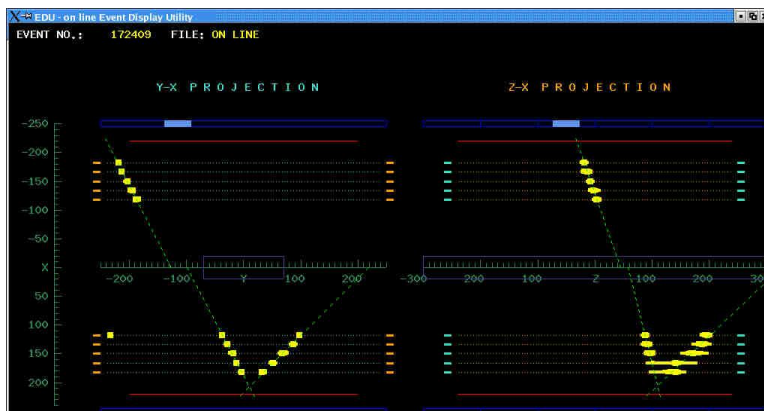 EDU - on line Event Display Utility
EVENT NO.: 172409 FILE: ON LINE
Y-X PROJECTION Z-X PROJECTION
-250
-200
-150
-100
-50
X -200 -100 Y 100 200 -300 -200 Z 100 200 300
50
100
150
200